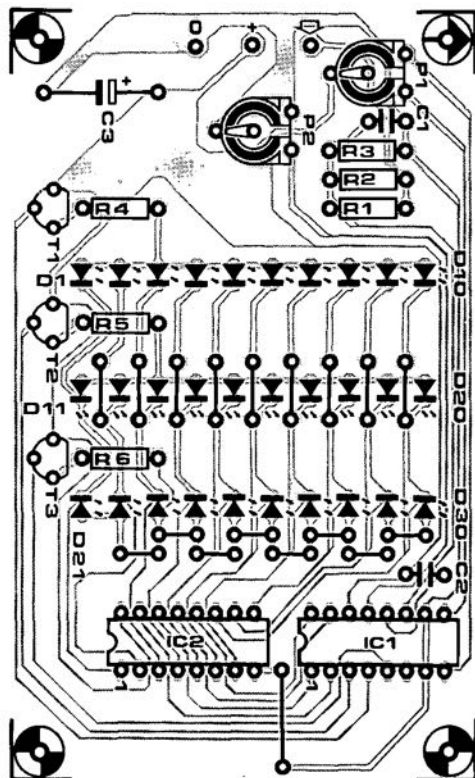 0 +
P1
+
C3
P2
C1
R3
R2
R4
R1
T1
D1
D10
R5
T2
D11
D20
R6
T3
D21
D30
C2
IC2
IC1
1
1